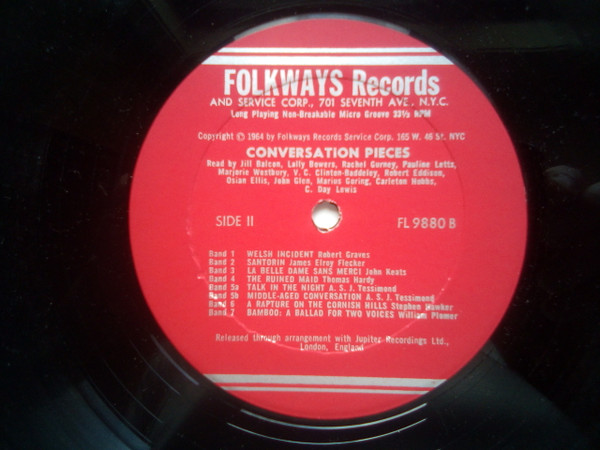 FOLKWAYS Records
AND SERVICE CORP., 701 SEVENTH AVE. N.Y.C.
Long Playing Non-Breakable Micro Groove 33⅓ RPM
Copyright © 1964 by Folkways Records Service Corp. 165 W. 46 St. NYC
CONVERSATION PIECES
Read by Jill Balcon, Lally Bowers, Rachel Gurney, Pauline Letts,
Marjorie Westbury, V. C. Clinton-Baddeley, Robert Eddison,
Osian Ellis, John Glen, Marius Goring, Carleton Hobbs,
C. Day Lewis
SIDE II FL 9880 B
Band 1 WELSH INCIDENT Robert Graves
Band 2 SANTORIN James Elroy Flecker
Band 3 LA BELLE DAME SANS MERCI John Keats
Band 4 THE RUINED MAID Thomas Hardy
Band 5a TALK IN THE NIGHT A. S. J. Tessimond
Band 5b MIDDLE-AGED CONVERSATION A. S. J. Tessimond
Band 6 A RAPTURE ON THE CORNISH HILLS Stephen Hawker
Band 7 BAMBOO: A BALLAD FOR TWO VOICES William Plomer
Released through arrangement with Jupiter Recordings Ltd.,
London, England